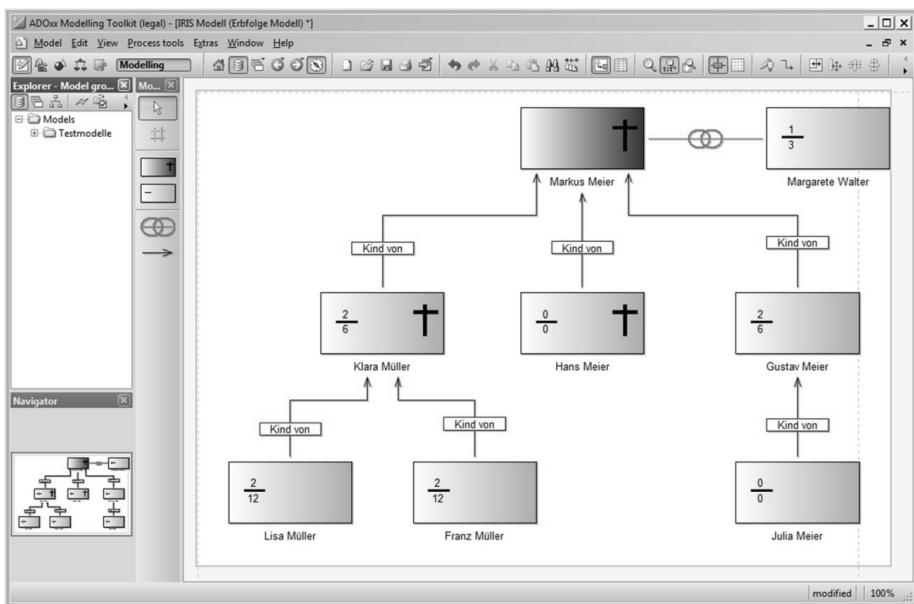 ADOxx Modelling Toolkit (legal) - [IRIS Modell (Erbfolge Modell) *]
Model Edit View Process tools Extras Window Help
Modelling
Explorer - Model gro...
Mo...
Models
Testmodelle
1
3
Markus Meier
Margarete Walter
Kind von
Kind von
Kind von
2
6
0
0
2
6
Klara Müller
Hans Meier
Gustav Meier
Navigator
Kind von
Kind von
Kind von
2
12
2
12
0
0
Lisa Müller
Franz Müller
Julia Meier
modified 100%